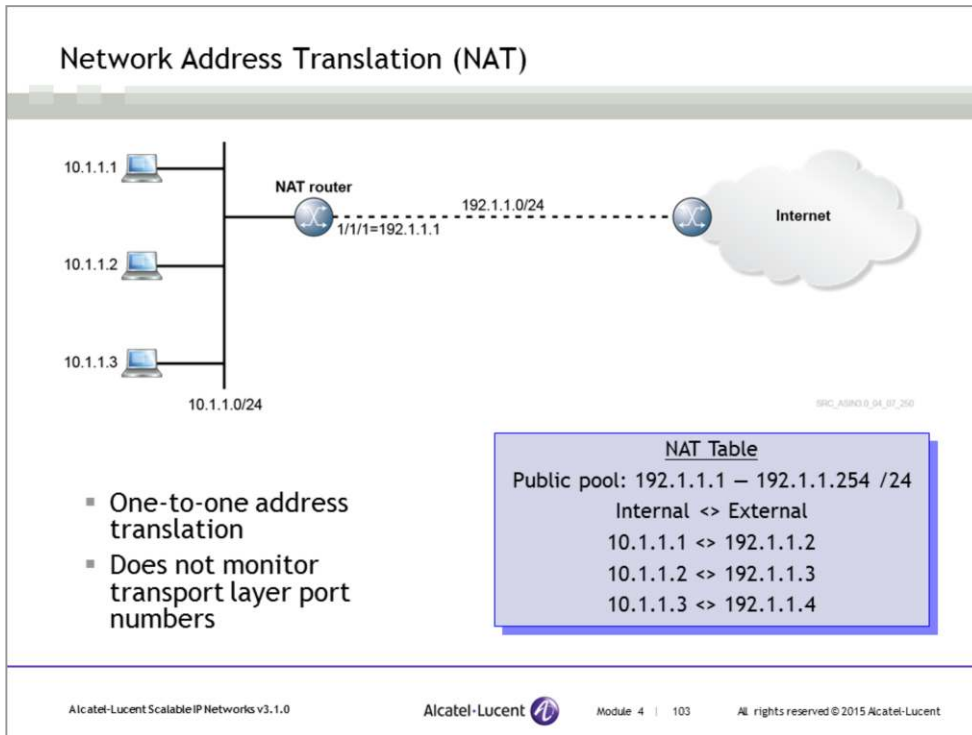 Network Address Translation (NAT)
10.1.1.1
NAT router
192.1.1.0/24
Internet
1/1/1=192.1.1.1
10.1.1.2
10.1.1.3
10.1.1.0/24
SRC_ASIN3.0_04_07_250
NAT Table
Public pool: 192.1.1.1 – 192.1.1.254 /24
Internal <> External
10.1.1.1 <> 192.1.1.2
10.1.1.2 <> 192.1.1.3
10.1.1.3 <> 192.1.1.4
▪ One-to-one address
translation
▪ Does not monitor
transport layer port
numbers
Alcatel-Lucent Scalable IP Networks v3.1.0
Alcatel·Lucent
Module 4 | 103
All rights reserved © 2015 Alcatel-Lucent